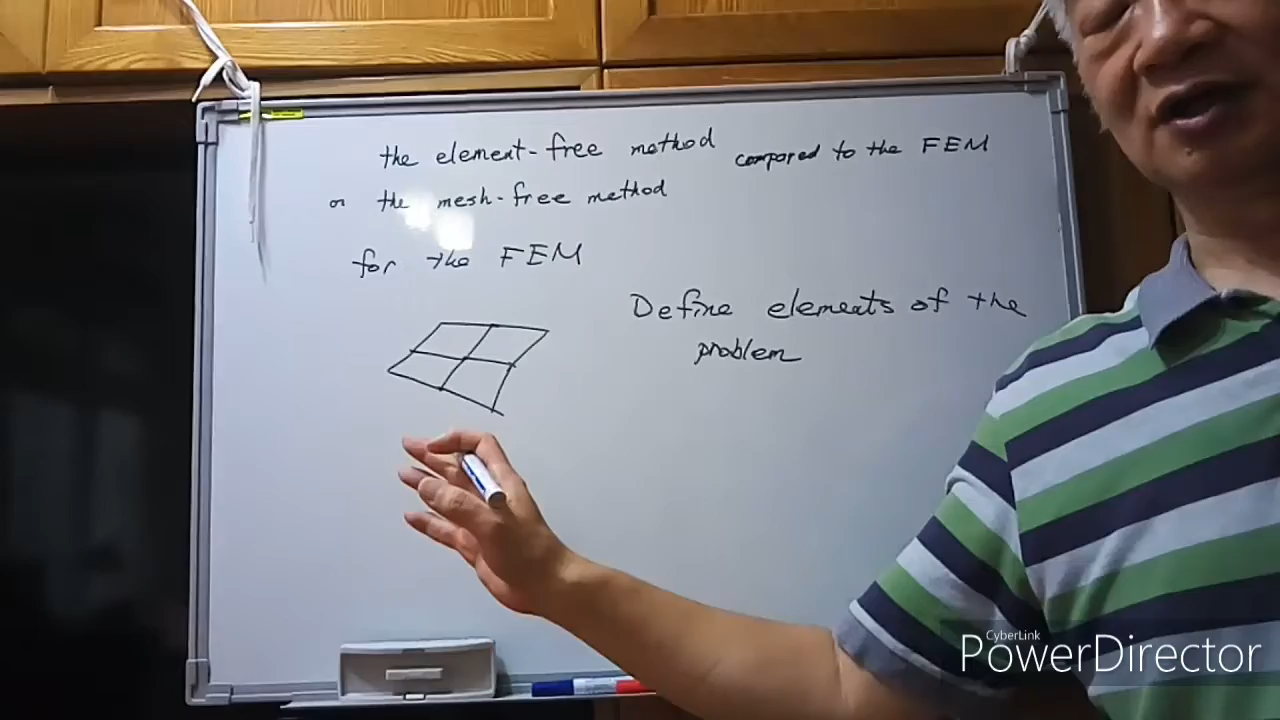 the element-free method compared to the FEM
or the mesh-free method
for the FEM
Define elements of the
problem
CyberLink
PowerDirector